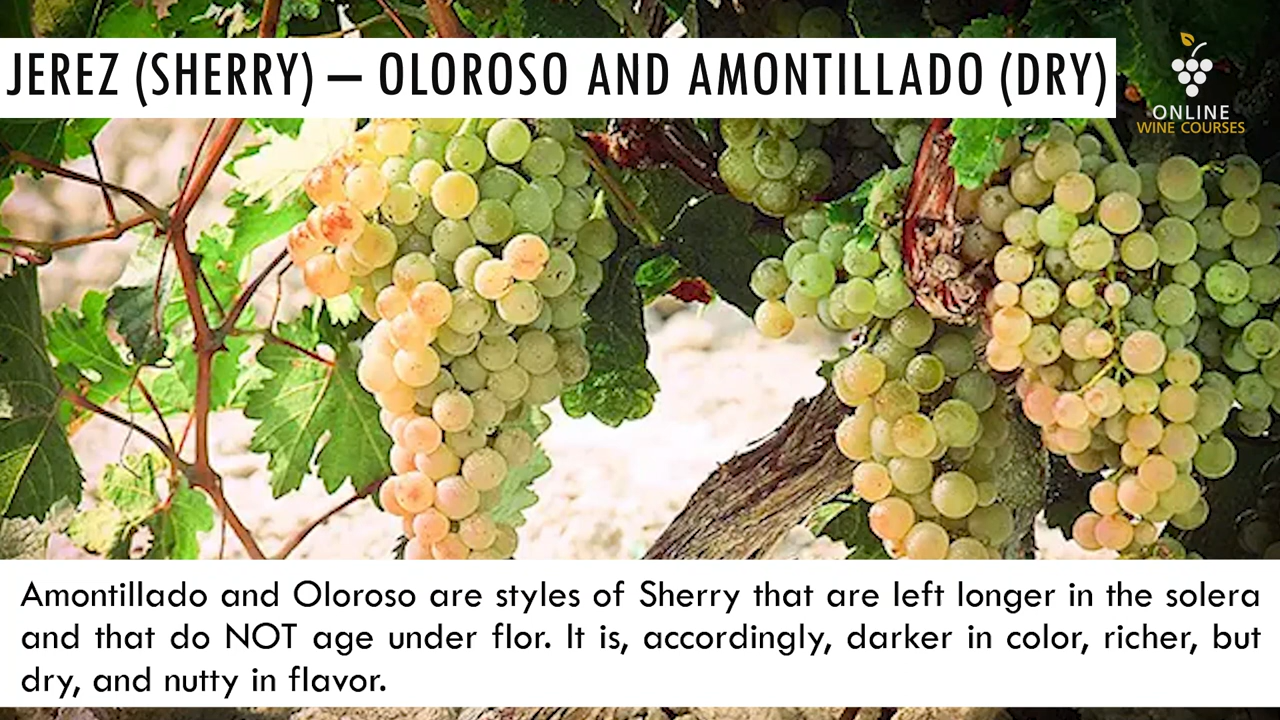 JEREZ (SHERRY) – OLOROSO AND AMONTILLADO (DRY)
ONLINE
WINE COURSES
Amontillado and Oloroso are styles of Sherry that are left longer in the solera
and that do NOT age under flor. It is, accordingly, darker in color, richer, but
dry, and nutty in flavor.